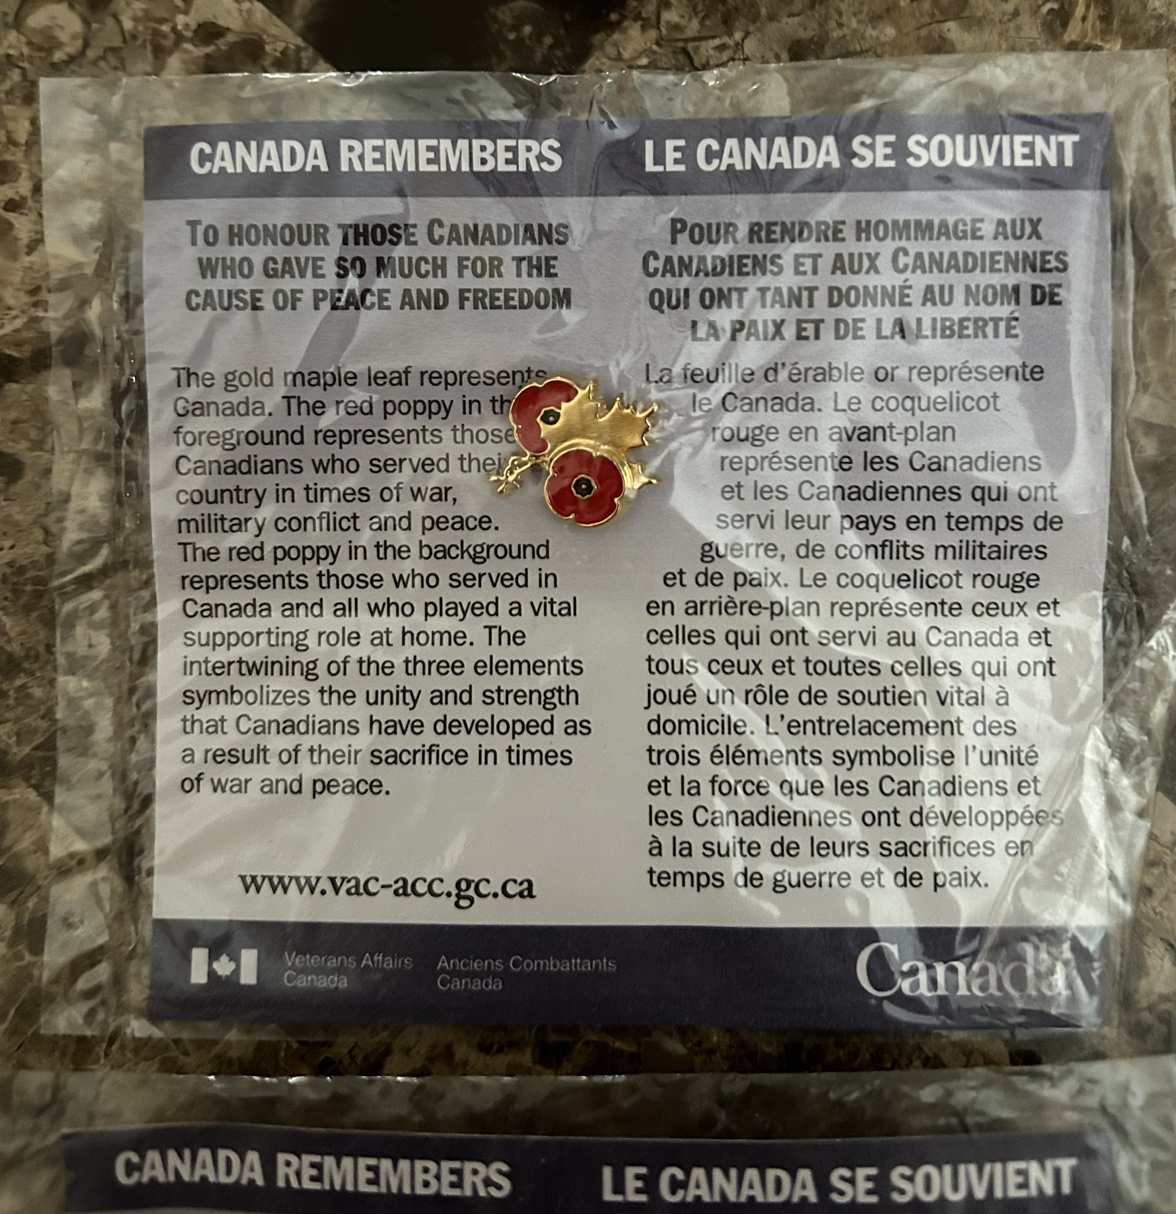 CANADA REMEMBERS
TO HONOUR THOSE CANADIANS
WHO GAVE SO MUCH FOR THE
CAUSE OF PEACE AND FREEDOM
The gold maple leaf represents
Canada. The red poppy in th
foreground represents those
Canadians who served thei
country in times of war,
military conflict and peace.
The red poppy in the background
represents those who served in
Canada and all who played a vital
supporting role at home. The
intertwining of the three elements
symbolizes the unity and strength
that Canadians have developed as
a result of their sacrifice in times
of war and peace.
www.vac-acc.gc.ca
LE CANADA SE SOUVIENT
POUR RENDRE HOMMAGE AUX
CANADIENS ET AUX CANADIENNES
QUI ONT TANT DONNÉ AU NOM DE
LA PAIX ET DE LA LIBERTÉ
La feuille d'érable or représente
le Canada. Le coquelicot
rouge en avant-plan
représente les Canadiens
et les Canadiennes qui ont
servi leur pays en temps de
guerre, de conflits militaires
et de paix. Le coquelicot rouge
en arrière-plan représente ceux et
celles qui ont servi au Canada et
tous ceux et toutes celles qui ont
joué un rôle de soutien vital à
domicile. L'entrelacement des
trois éléments symbolise l'unité
et la force que les Canadiens et
les Canadiennes ont développées
à la suite de leurs sacrifices en
temps de guerre et de paix.
Veterans Affairs
Canada
Anciens Combattants
Canada
Canada
CANADA REMEMBERS
LE CANADA SE SOUVIENT